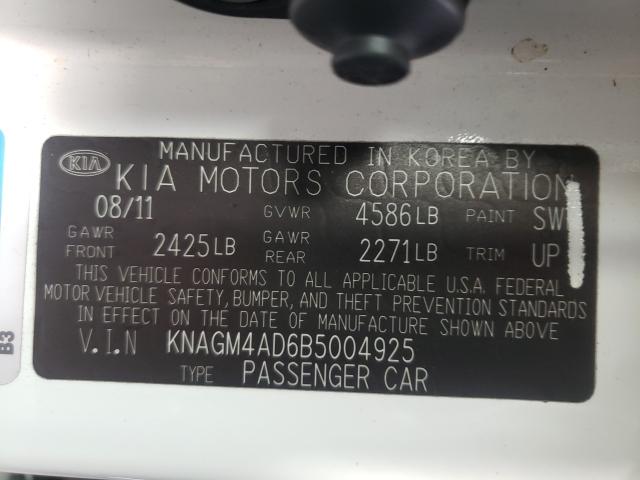 KIA MANUFACTURED IN KOREA BY
KIA MOTORS CORPORATION
08/11 GVWR 4586LB PAINT SW
GAWR FRONT 2425LB GAWR REAR 2271LB TRIM UP
THIS VEHICLE CONFORMS TO ALL APPLICABLE U.S.A. FEDERAL
MOTOR VEHICLE SAFETY, BUMPER, AND THEFT PREVENTION STANDARDS
IN EFFECT ON THE DATE OF MANUFACTURE SHOWN ABOVE
V.I.N KNAGM4AD6B5004925
TYPE: PASSENGER CAR
B3